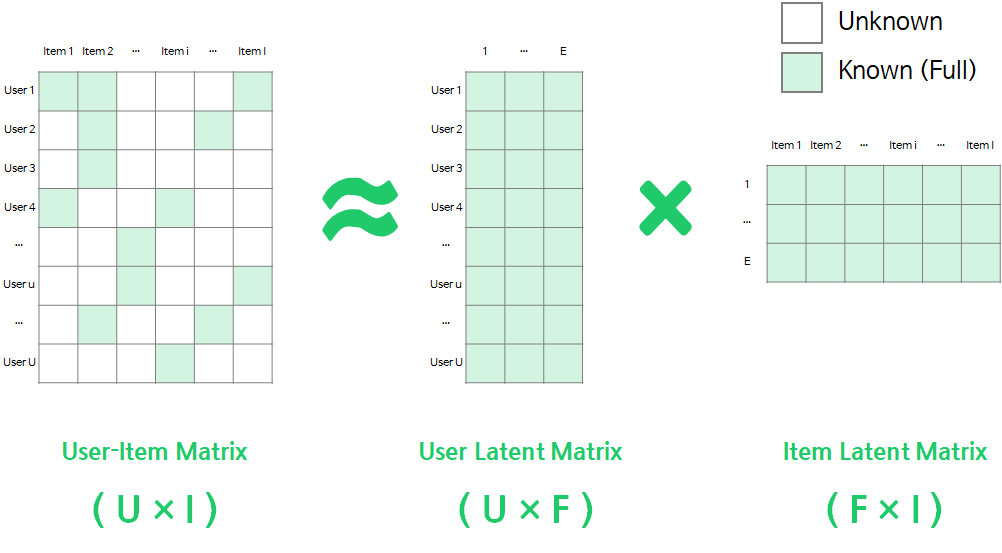 Unknown
Known (Full)
Item 1 Item 2 ... Item i ... Item I
User 1
User 2
User 3
User 4
...
User u
...
User U
≈
1 ... E
User 1
User 2
User 3
User 4
...
User u
...
User U
×
Item 1 Item 2 ... Item i ... Item I
1
...
E
User-Item Matrix
( U × I )
User Latent Matrix
( U × F )
Item Latent Matrix
( F × I )